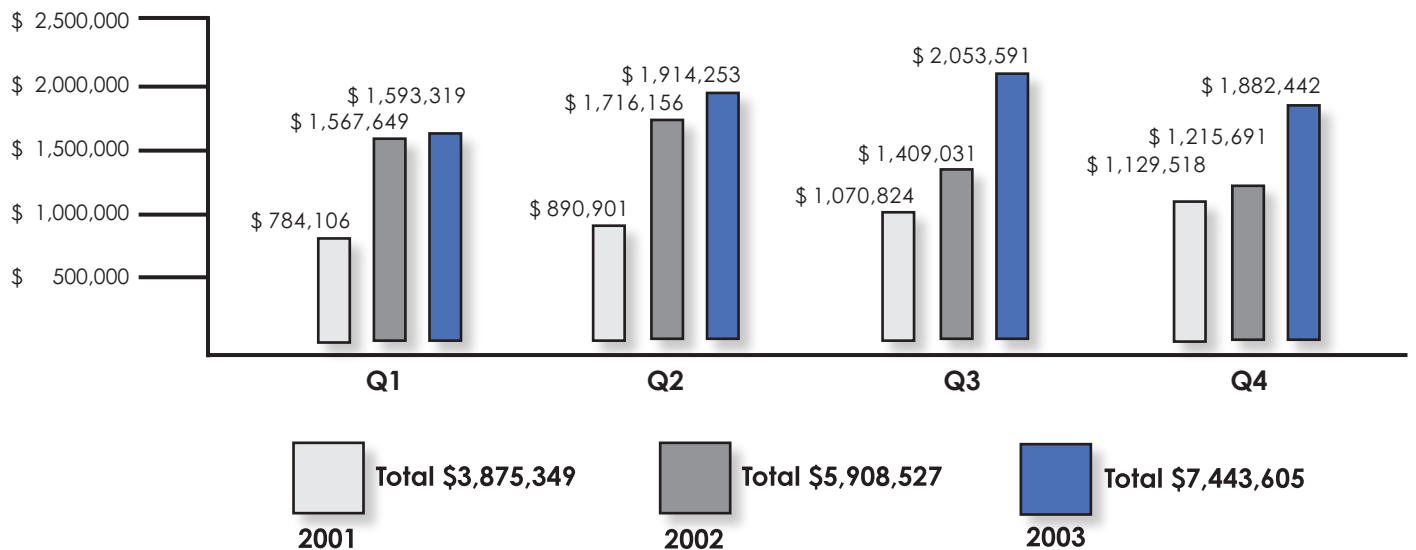 $ 2,500,000
$ 2,000,000
$ 1,500,000
$ 1,000,000
$ 500,000
$ 784,106
$ 1,567,649
$ 1,593,319
$ 890,901
$ 1,716,156
$ 1,914,253
$ 1,070,824
$ 1,409,031
$ 2,053,591
$ 1,129,518
$ 1,215,691
$ 1,882,442
Q1
Q2
Q3
Q4
Total $3,875,349
2001
Total $5,908,527
2002
Total $7,443,605
2003